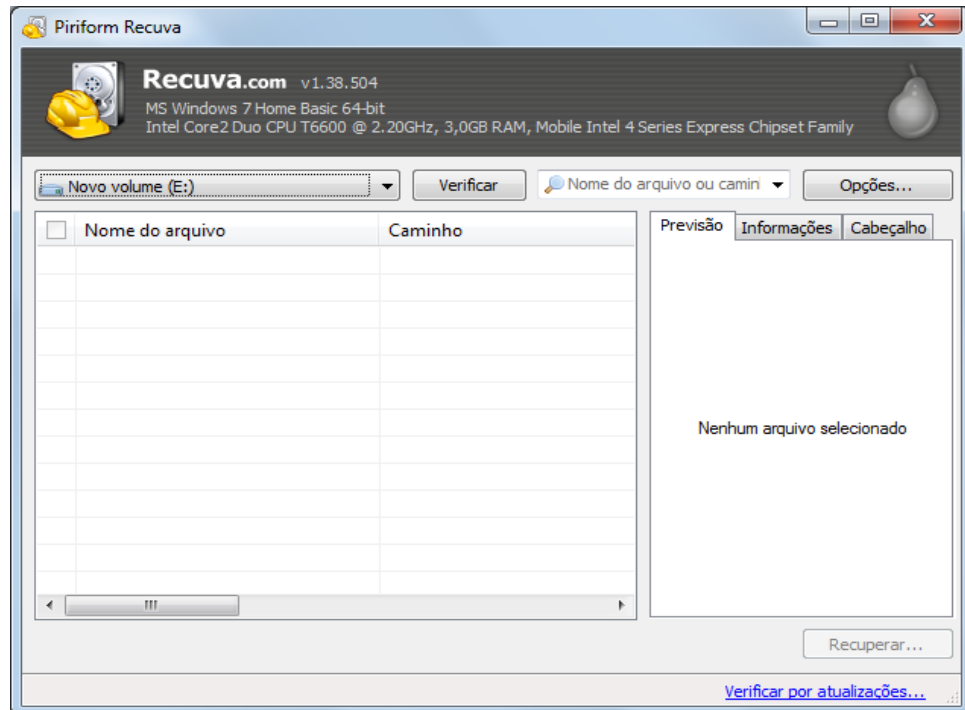 Piriform Recuva
Recuva.com v1.38.504
MS Windows 7 Home Basic 64-bit
Intel Core2 Duo CPU T6600 @ 2.20GHz, 3,0GB RAM, Mobile Intel 4 Series Express Chipset Family
Novo volume (E:) Verificar Nome do arquivo ou camin Opções...
Nome do arquivo Caminho Previsão Informações Cabeçalho
Nenhum arquivo selecionado
Recuperar...
Verificar por atualizações...